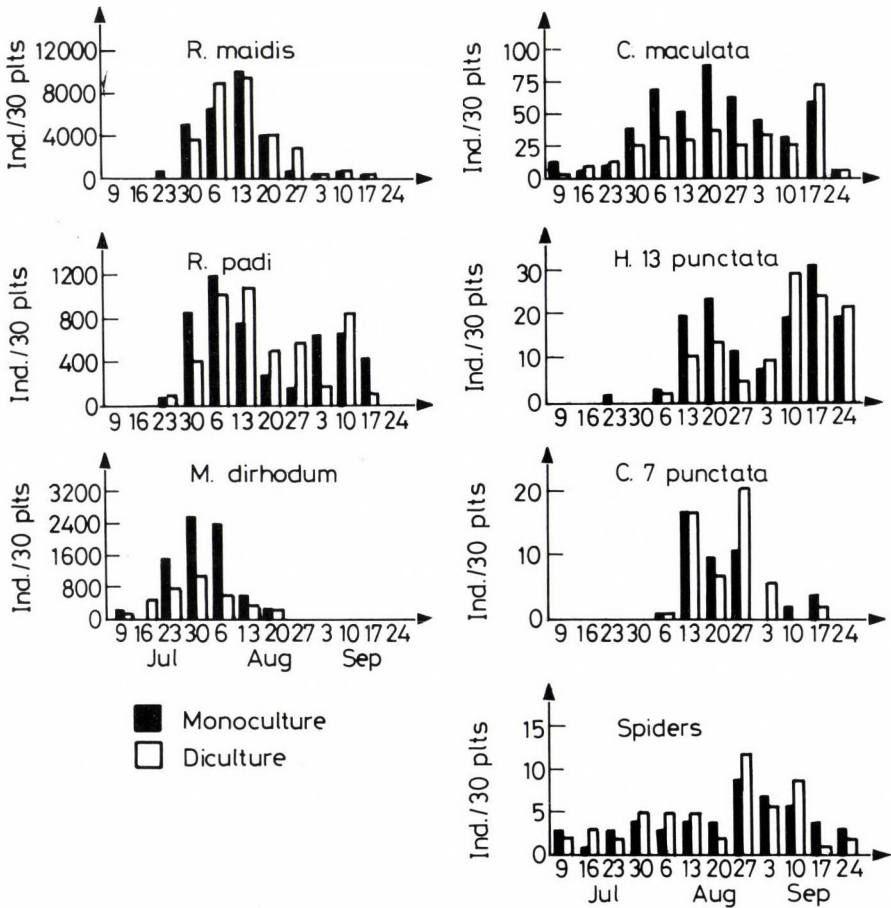 R. maidis
Ind./30 plts
12000
8000
4000
0
9 16 23 30 6 13 20 27 3 10 17 24
R. padi
Ind./30 plts
1200
800
400
0
9 16 23 30 6 13 20 27 3 10 17 24
M. dirhodum
Ind./30 plts
3200
2400
1600
800
0
9 16 23 30 6 13 20 27 3 10 17 24
Jul Aug Sep
Monoculture
Diculture
C. maculata
Ind./30 plts
100
75
50
25
0
9 16 23 30 6 13 20 27 3 10 17 24
H. 13 punctata
Ind./30 plts
30
20
10
0
9 16 23 30 6 13 20 27 3 10 17 24
C. 7 punctata
Ind./30 plts
20
10
0
9 16 23 30 6 13 20 27 3 10 17 24
Spiders
Ind./30 plts
15
10
5
0
9 16 23 30 6 13 20 27 3 10 17 24
Jul Aug Sep